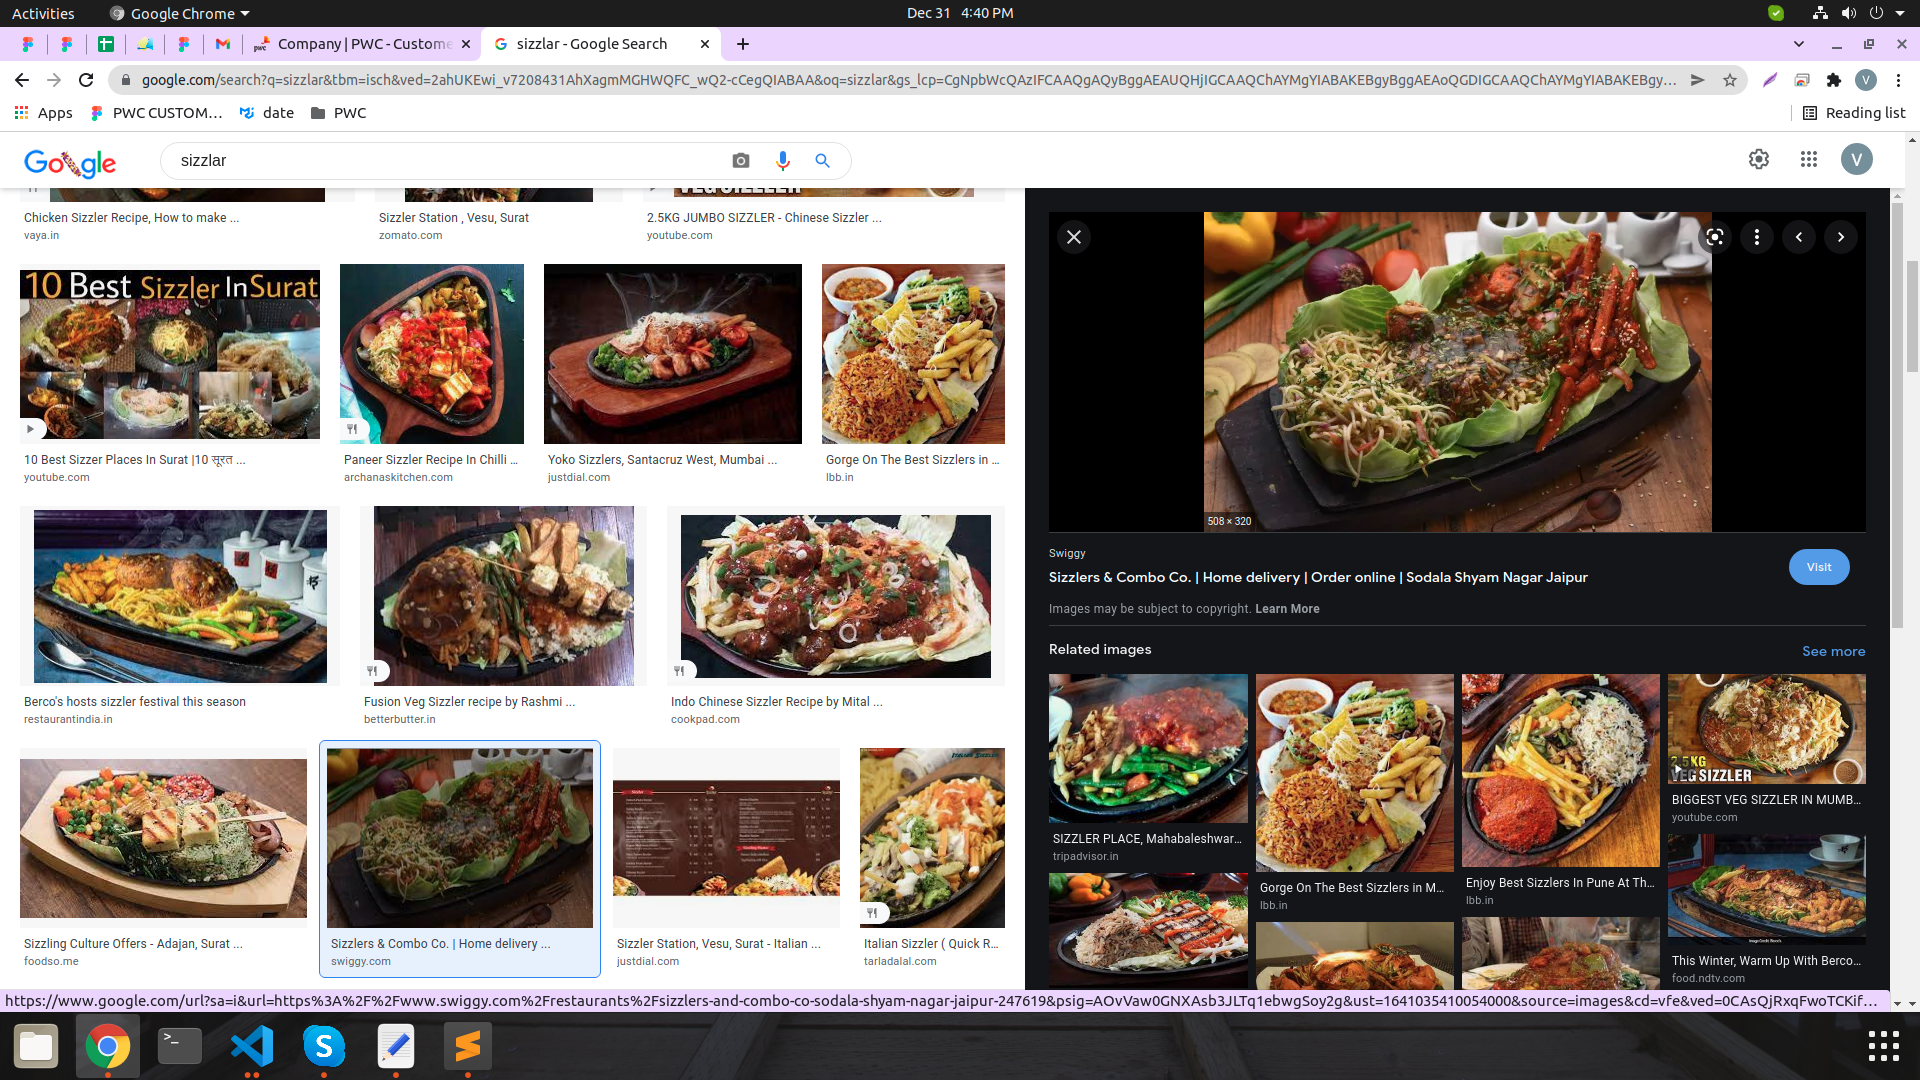 Activities
Google Chrome
Dec 31 4:40 PM
Company | PWC - Custome
sizzlar - Google Search
google.com/search?q=sizzlar&tbm=isch&ved=2ahUKEwi_v7208431AhXagmMGHWQFC_wQ2-cCegQIABAA&oq=sizzlar&gs_lcp=CgNpbWcQAzIFCAAQgAQyBggAEAUQHjIGCAAQChAYMgYIABAKEBgyBggAEAoQGDIGCAAQChAYMgYIABAKEBgy...
V
Apps
PWC CUSTOM...
date
PWC
Reading list
Google
sizzlar
V
VEG SIZZLER
Chicken Sizzler Recipe, How to make ...
vaya.in
Sizzler Station , Vesu, Surat
zomato.com
2.5KG JUMBO SIZZLER - Chinese Sizzler ...
youtube.com
10 Best Sizzler In Surat
10 Best Sizzer Places In Surat |10 सूरत ...
youtube.com
Paneer Sizzler Recipe In Chilli ...
archanaskitchen.com
Yoko Sizzlers, Santacruz West, Mumbai ...
justdial.com
Gorge On The Best Sizzlers in ...
lbb.in
Berco's hosts sizzler festival this season
restaurantindia.in
Fusion Veg Sizzler recipe by Rashmi ...
betterbutter.in
Indo Chinese Sizzler Recipe by Mital ...
cookpad.com
Sizzling Culture Offers - Adajan, Surat ...
foodso.me
Sizzlers & Combo Co. | Home delivery ...
swiggy.com
Sizzler Station, Vesu, Surat - Italian ...
justdial.com
Italian Sizzler ( Quick R...
tarladalal.com
508 × 320
Swiggy
Sizzlers & Combo Co. | Home delivery | Order online | Sodala Shyam Nagar Jaipur
Visit
Images may be subject to copyright. Learn More
Related images
See more
SIZZLER PLACE, Mahabaleshwar...
tripadvisor.in
Gorge On The Best Sizzlers in M...
lbb.in
Enjoy Best Sizzlers In Pune At Th...
lbb.in
2.5KG
VEG SIZZLER
BIGGEST VEG SIZZLER IN MUMB...
youtube.com
This Winter, Warm Up With Berco...
food.ndtv.com
https://www.google.com/url?sa=i&url=https%3A%2F%2Fwww.swiggy.com%2Frestaurants%2Fsizzlers-and-combo-co-sodala-shyam-nagar-jaipur-247619&psig=AOvVaw0GNXAsb3JLTq1ebwgSoy2g&ust=1641035410054000&source=images&cd=vfe&ved=0CAsQjRxqFwoTCKif...